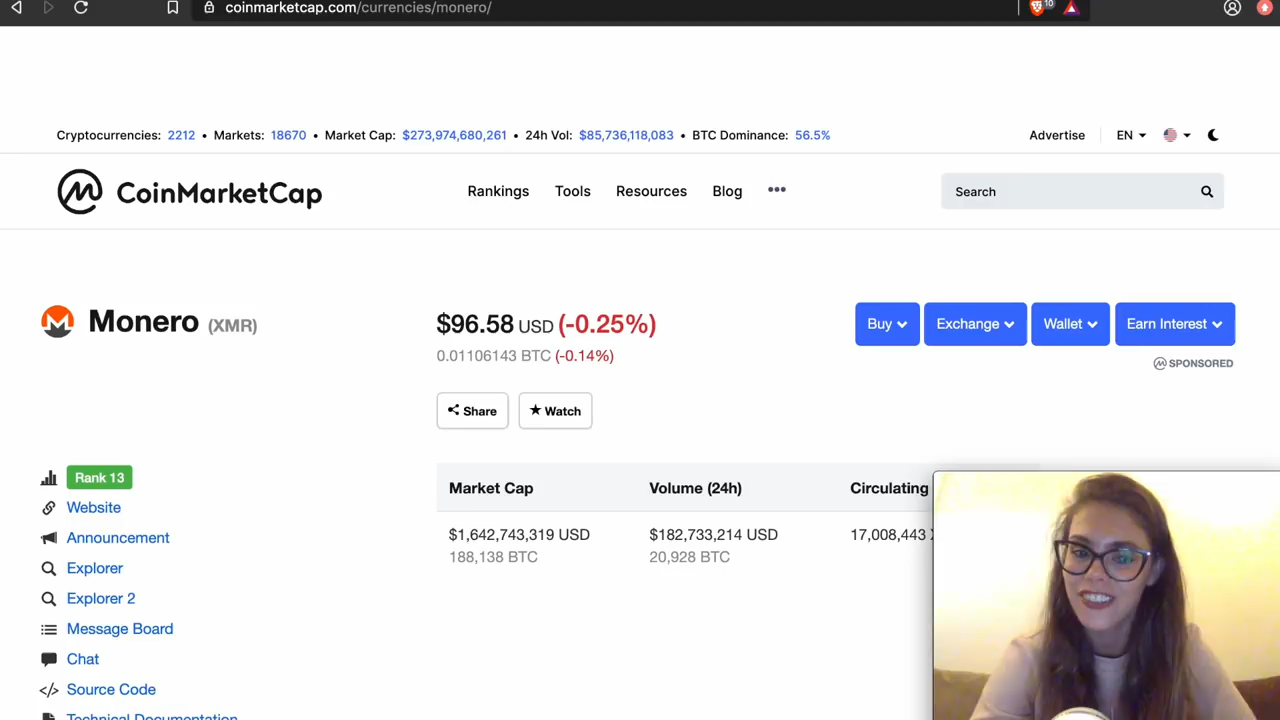 coinmarketcap.com/currencies/monero/
10
Cryptocurrencies: 2212 • Markets: 18670 • Market Cap: $273,974,680,261 • 24h Vol: $85,736,118,083 • BTC Dominance: 56.5%
Advertise EN
CoinMarketCap
Rankings Tools Resources Blog •••
Search
Monero (XMR)
$96.58 USD (-0.25%)
0.01106143 BTC (-0.14%)
Buy Exchange Wallet Earn Interest
SPONSORED
Share Watch
Rank 13
Website
Announcement
Explorer
Explorer 2
Message Board
Chat
Source Code
Technical Documentation
Market Cap Volume (24h) Circulating
$1,642,743,319 USD $182,733,214 USD 17,008,443
188,138 BTC 20,928 BTC